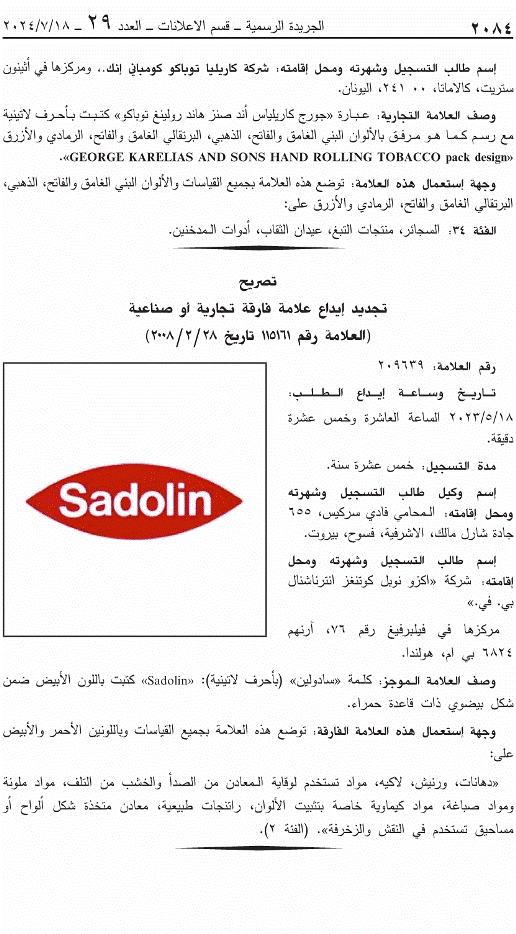 ٢٠٨٤ الجريدة الرسمية ــ قسم الاعلانات ــ العدد ٢٩ ــ ٢٠٢٤/٧/١٨
إسم طالب التسجيل وشهرته ومحل إقامته: شركة كاريليا توباكو كومباني إنك.، ومركزها في أثينون
ستريت، كالاماتا، ٠٠ ٢٤١، اليونان.
وصف العلامة التجارية: عبارة «جورج كاريلياس أند صنز هاند رولينغ توباكو» كتبت بأحرف لاتينية
مع رسم كما هو مرفق بالألوان البني الغامق والفاتح، الذهبي، البرتقالي الغامق والفاتح، الرمادي والأزرق
«GEORGE KARELIAS AND SONS HAND ROLLING TOBACCO pack design».
وجهة إستعمال هذه العلامة: توضع هذه العلامة بجميع القياسات والألوان البني الغامق والفاتح، الذهبي،
البرتقالي الغامق والفاتح، الرمادي والأزرق على:
الفئة ٣٤: السجائر، منتجات التبغ، عيدان الثقاب، أدوات المدخنين.
تصريح
تجديد إيداع علامة فارقة تجارية أو صناعية
(العلامة رقم ١١٥١٦١ تاريخ ٢٠٠٨/٢/٢٨)
رقم العلامة: ٢٠٩٦٣٩
تاريخ وساعة إيداع الطلب:
٢٠٢٣/٥/١٨ الساعة العاشرة وخمس عشرة
دقيقة.
مدة التسجيل: خمس عشرة سنة.
إسم وكيل طالب التسجيل وشهرته
ومحل إقامته: المحامي فادي سركيس، ٦٥٥
جادة شارل مالك، الاشرفية، فسوح، بيروت.
إسم طالب التسجيل وشهرته ومحل
إقامته: شركة «اكزو نوبل كوتنغز انترناشنال
بي. في.»
مركزها في فيلبرفيغ رقم ٧٦، آرنهم
٦٨٢٤ بي ام، هولندا.
Sadolin
وصف العلامة الموجز: كلمة «سادولين» (بأحرف لاتينية): «Sadolin» كتبت باللون الأبيض ضمن
شكل بيضوي ذات قاعدة حمراء.
وجهة إستعمال هذه العلامة الفارقة: توضع هذه العلامة بجميع القياسات وباللونين الأحمر والأبيض
على:
«دهانات، ورنيش، لاكيه، مواد تستخدم لوقاية المعادن من الصدأ والخشب من التلف، مواد ملونة
ومواد صباغة، مواد كيماوية خاصة بتثبيت الألوان، راتنجات طبيعية، معادن متخذة شكل ألواح أو
مساحيق تستخدم في النقش والزخرفة». (الفئة ٢).